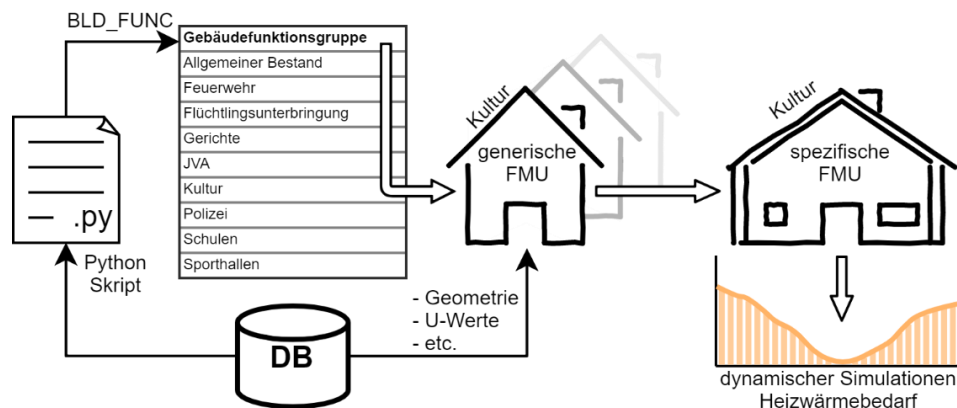 BLD_FUNC
Gebäudefunktionsgruppe
Allgemeiner Bestand
Feuerwehr
Flüchtlingsunterbringung
Gerichte
JVA
Kultur
Polizei
Schulen
Sporthallen
.py
Python
Skript
DB
- Geometrie
- U-Werte
- etc.
Kultur
generische
FMU
Kultur
spezifische
FMU
dynamischer Simulationen
Heizwärmebedarf